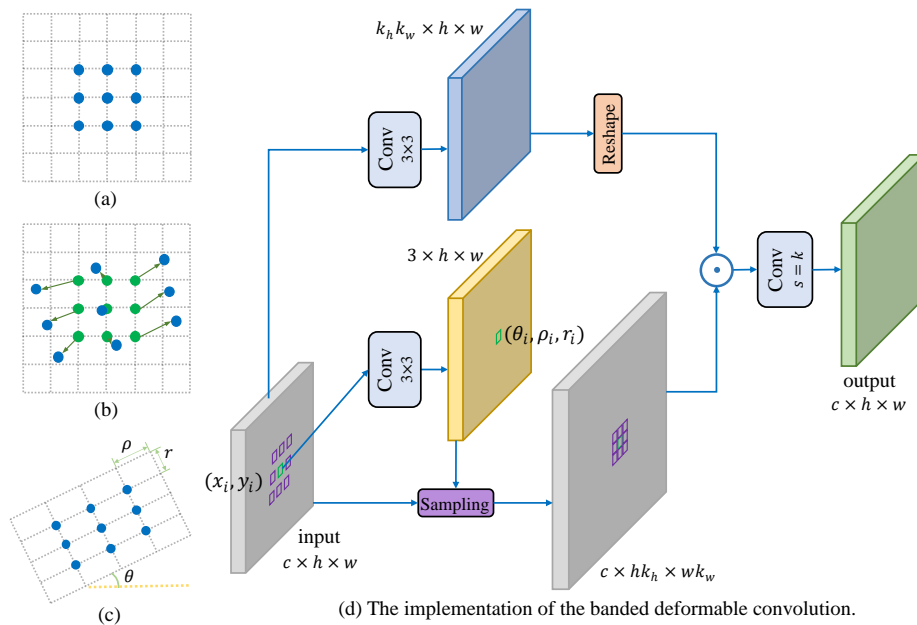 (a)
(b)
ρ
r
θ
(c)
k_h k_w × h × w
Conv
3×3
Reshape
3 × h × w
(θ_i, ρ_i, r_i)
Conv
3×3
(x_i, y_i)
Sampling
input
c × h × w
c × hk_h × wk_w
Conv
s = k
output
c × h × w
(d) The implementation of the banded deformable convolution.